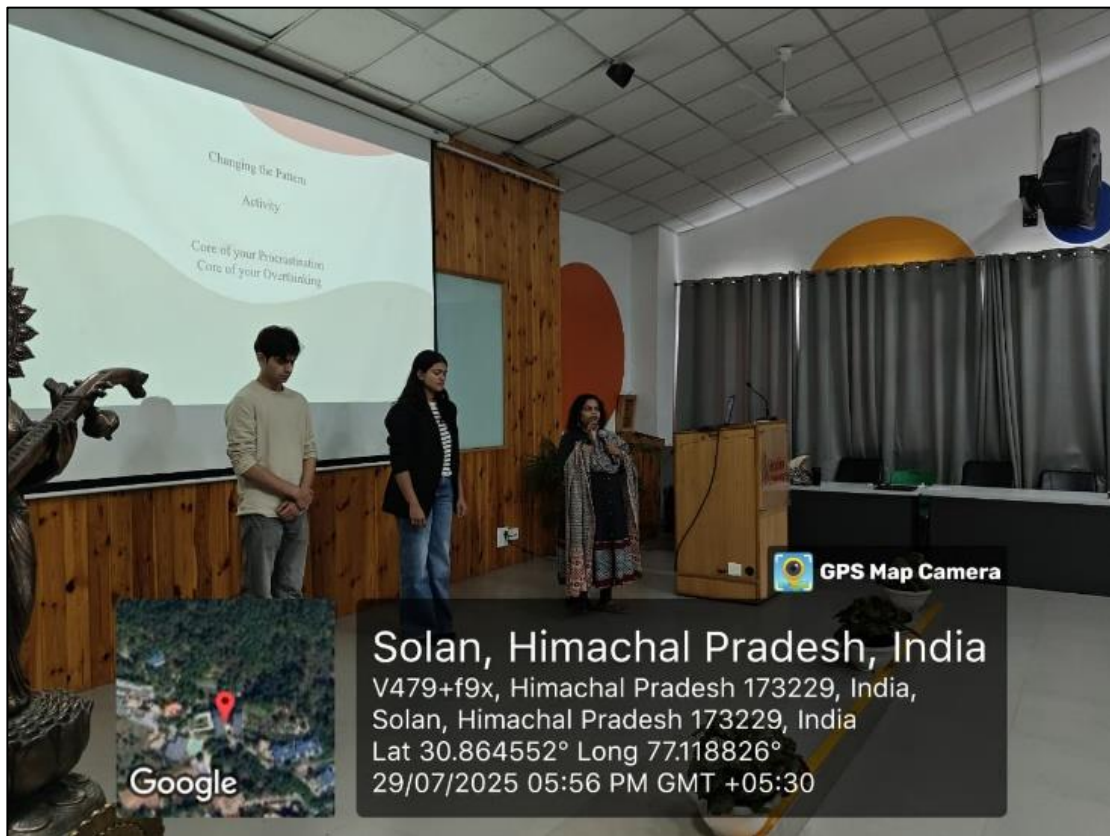 Changing the Pattern
Activity
Core of your Procrastination
Core of your Overthinking
GPS Map Camera
Solan, Himachal Pradesh, India
V479+f9x, Himachal Pradesh 173229, India,
Solan, Himachal Pradesh 173229, India
Lat 30.864552° Long 77.118826°
29/07/2025 05:56 PM GMT +05:30
Google